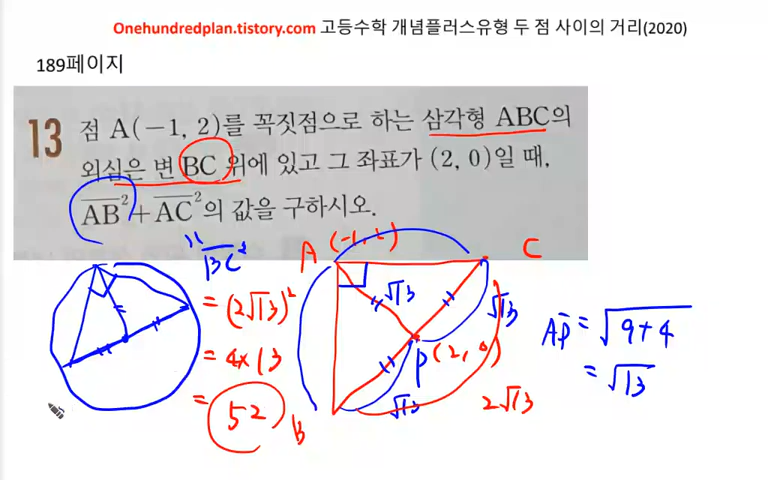 Onehundredplan.tistory.com 고등수학 개념플러스유형 두 점 사이의 거리(2020)
189페이지
13 점 A(−1, 2)를 꼭짓점으로 하는 삼각형 ABC의
외심은 변 BC 위에 있고 그 좌표가 (2, 0)일 때,
AB²+AC²의 값을 구하시오.
BC²
= (2√13)²
= 4×13
= 52
A (-1, 2)
C
√13
√13
P(2, 0)
√13
2√13
B
AP = √9+4
= √13